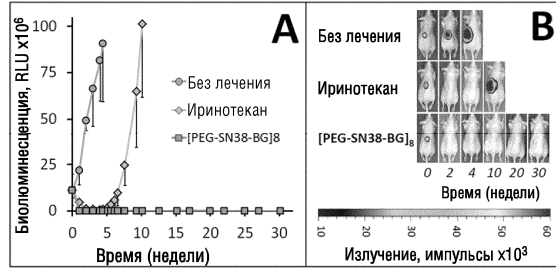 A
Биолюминесценция, RLU x10⁶
100
75
50
25
0
Без лечения
Иринотекан
[PEG-SN38-BG]8
0 5 10 15 20 25 30
Время (недели)
B
Без лечения
Иринотекан
[PEG-SN38-BG]₈
0 2 4 10 20 30
Время (недели)
10 20 30 40 50 60
Излучение, импульсы x10³